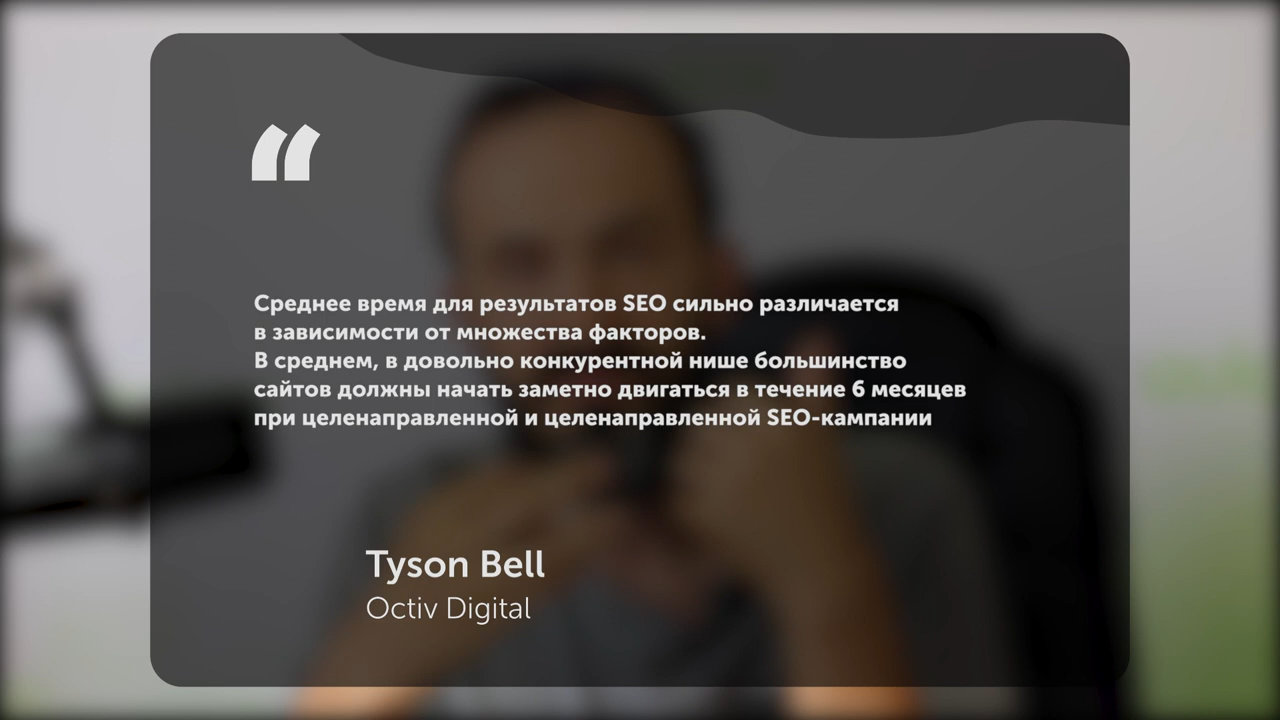 “
Среднее время для результатов SEO сильно различается
в зависимости от множества факторов.
В среднем, в довольно конкурентной нише большинство
сайтов должны начать заметно двигаться в течение 6 месяцев
при целенаправленной и целенаправленной SEO-кампании
Tyson Bell
Octiv Digital